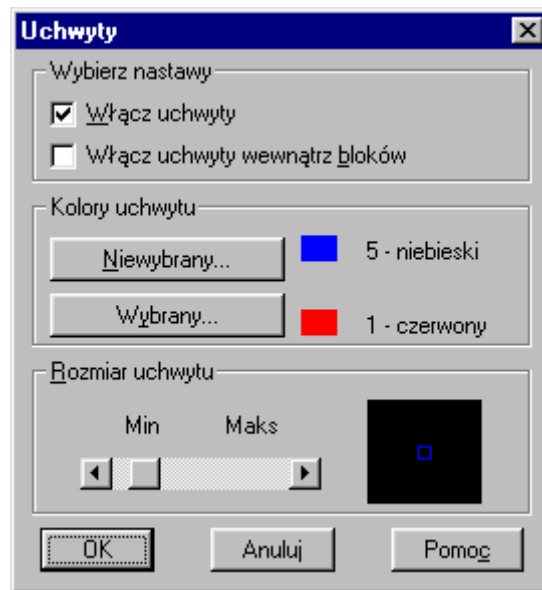 Uchwyty
Wybierz nastawy
Włącz uchwyty
Włącz uchwyty wewnątrz bloków
Kolory uchwytu
Niewybrany... 5 - niebieski
Wybrany... 1 - czerwony
Rozmiar uchwytu
Min Maks
OK Anuluj Pomoc